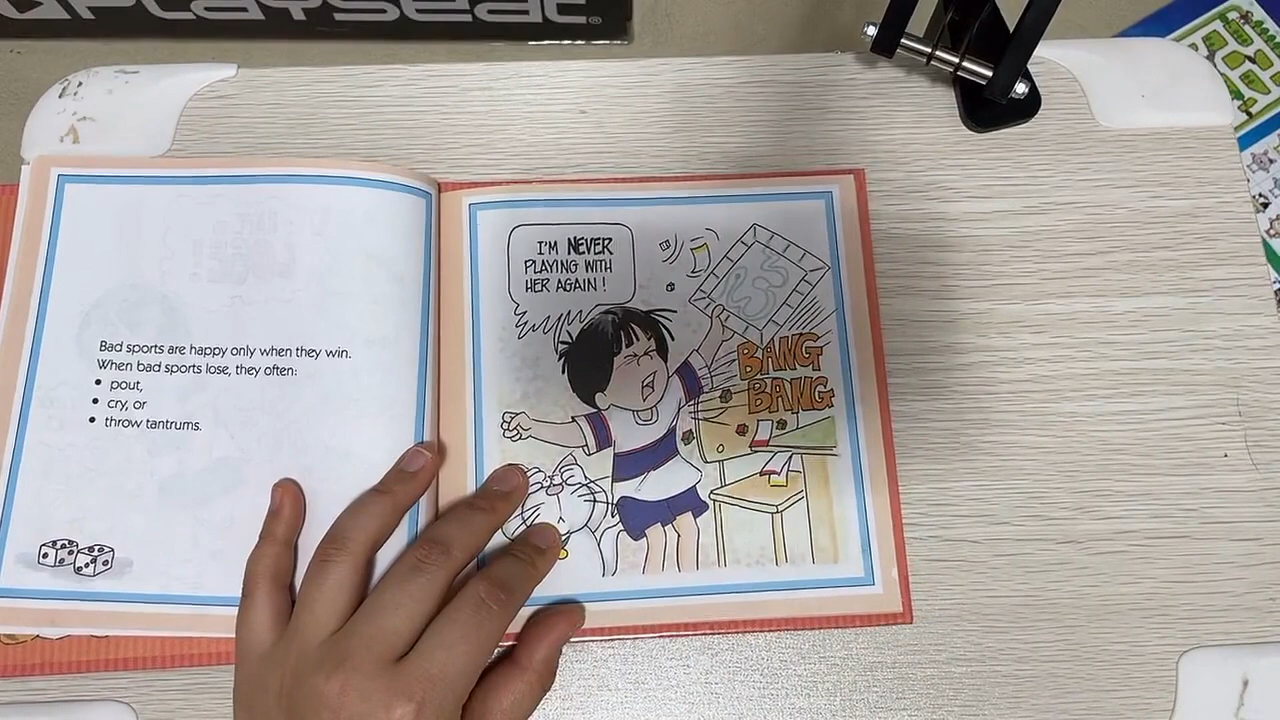 PLAYSEAT®
Bad sports are happy only when they win.
When bad sports lose, they often:
• pout,
• cry, or
• throw tantrums.
I'M NEVER
PLAYING WITH
HER AGAIN!
BANG
BANG